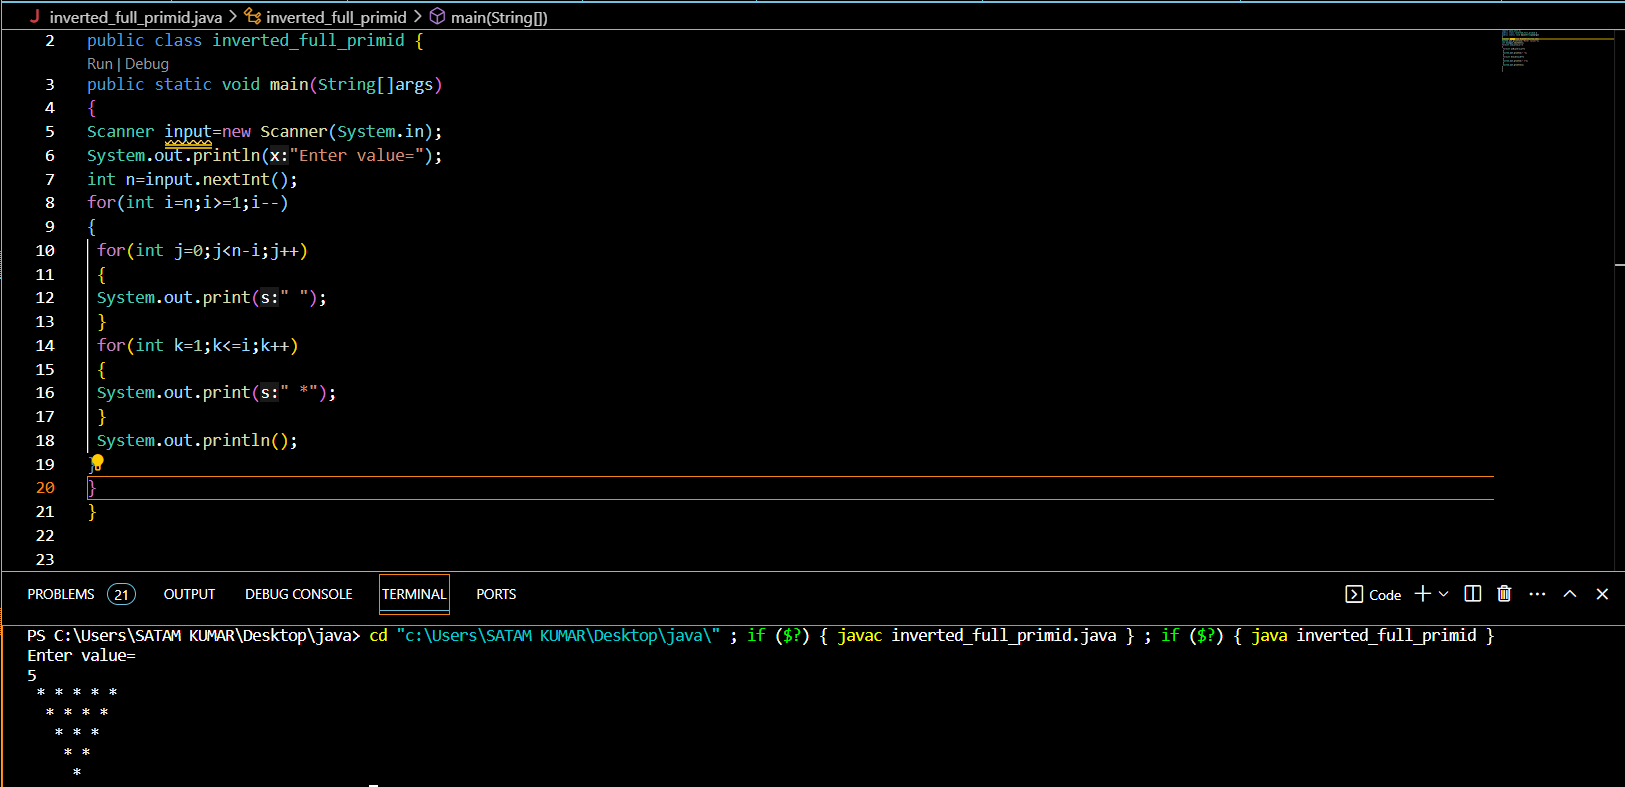 J inverted_full_primid.java > inverted_full_primid > main(String[])
2 public class inverted_full_primid {
Run | Debug
3 public static void main(String[]args)
4 {
5 Scanner input=new Scanner(System.in);
6 System.out.println(x:"Enter value=");
7 int n=input.nextInt();
8 for(int i=n;i>=1;i--)
9 {
10 for(int j=0;j<n-i;j++)
11 {
12 System.out.print(s:" ");
13 }
14 for(int k=1;k<=i;k++)
15 {
16 System.out.print(s:" *");
17 }
18 System.out.println();
19 }
20 }
21 }
22
23
PROBLEMS 21 OUTPUT DEBUG CONSOLE TERMINAL PORTS Code
PS C:\Users\SATAM KUMAR\Desktop\java> cd "c:\Users\SATAM KUMAR\Desktop\java\" ; if ($?) { javac inverted_full_primid.java } ; if ($?) { java inverted_full_primid }
Enter value=
5
 * * * * *
  * * * *
   * * *
    * *
     *